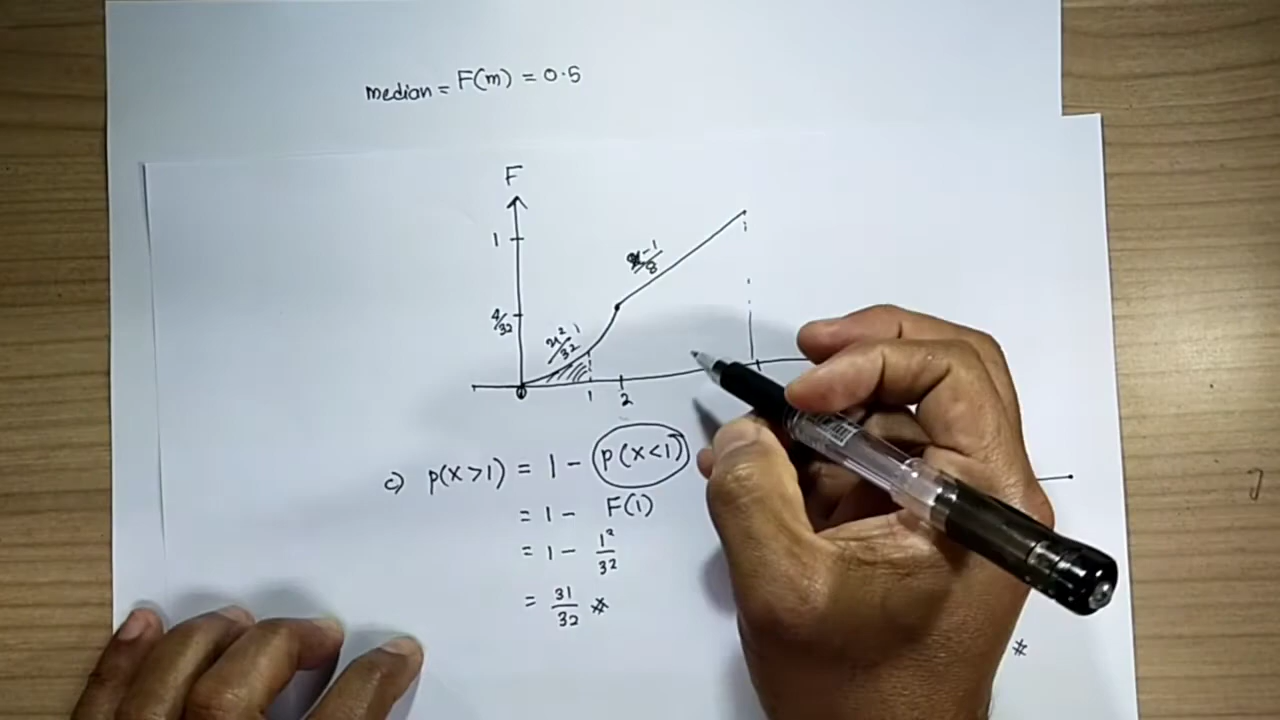 median = F(m) = 0.5
F
1
x-1/8
4/32
x²/32
1
0
1
2
c) p(x>1) = 1 - p(x<1)
= 1 - F(1)
= 1 - 1²/32
= 31/32 *
*